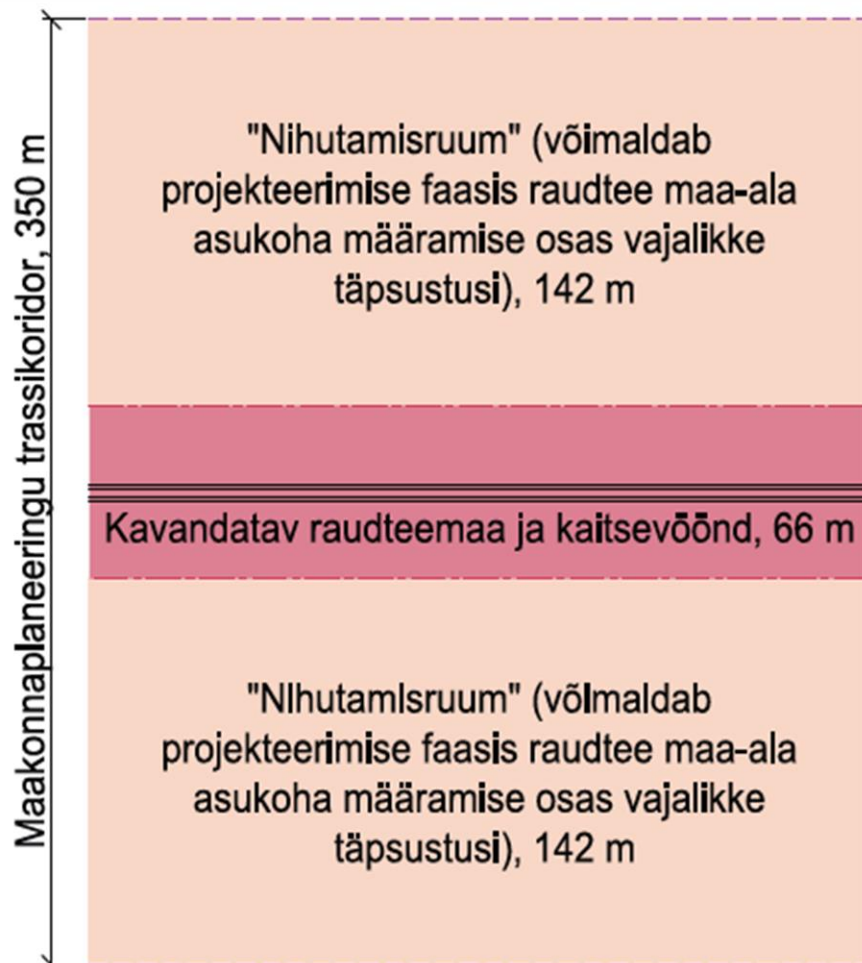 Maakonnaplaneeringu trassikoridor, 350 m
"Nihutamisruum" (võimaldab
projekteerimise faasis raudtee maa-ala
asukoha määramise osas vajalikke
täpsustusi), 142 m
Kavandatav raudteemaa ja kaitsevöönd, 66 m
"Nihutamisruum" (võimaldab
projekteerimise faasis raudtee maa-ala
asukoha määramise osas vajalikke
täpsustusi), 142 m